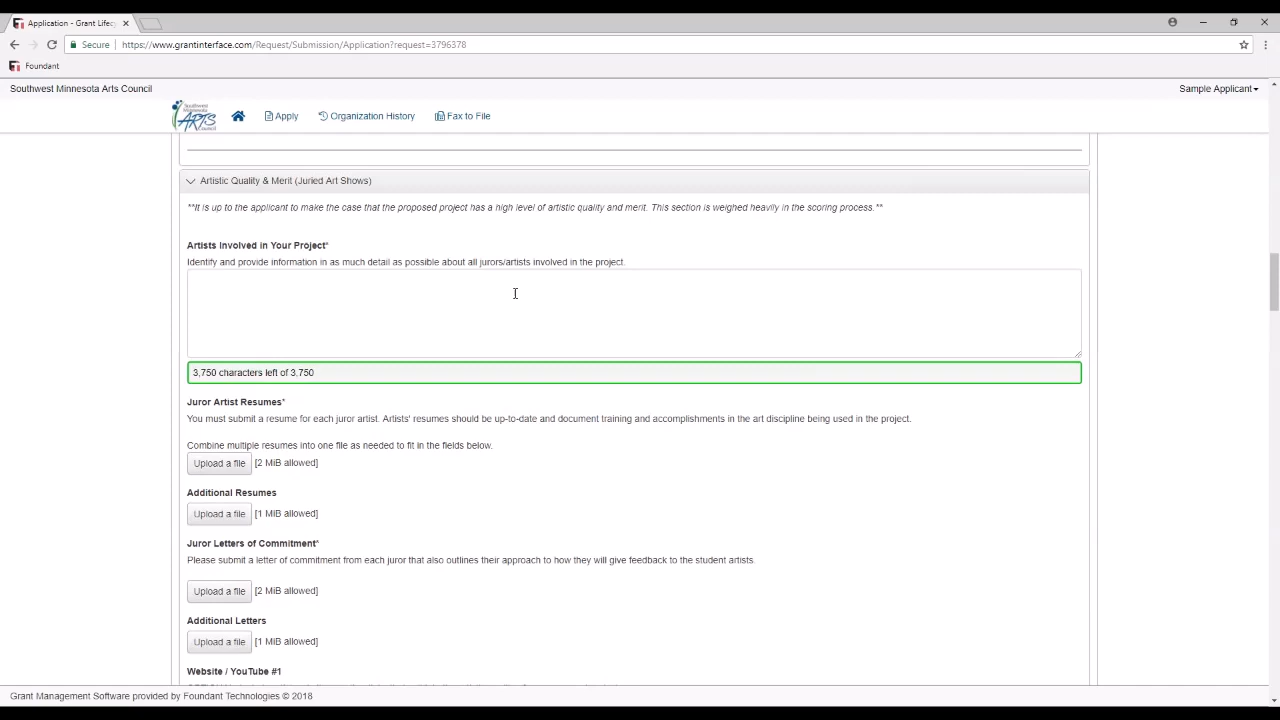 Application - Grant Lifec
Secure
https://www.grantinterface.com/Request/Submission/Application?request=3796378
Foundant
Southwest Minnesota Arts Council
Sample Applicant
Southwest
Minnesota
ARTS
Council
Apply
Organization History
Fax to File
Artistic Quality & Merit (Juried Art Shows)
**It is up to the applicant to make the case that the proposed project has a high level of artistic quality and merit. This section is weighed heavily in the scoring process.**
Artists Involved in Your Project*
Identify and provide information in as much detail as possible about all jurors/artists involved in the project.
3,750 characters left of 3,750
Juror Artist Resumes*
You must submit a resume for each juror artist. Artists' resumes should be up-to-date and document training and accomplishments in the art discipline being used in the project.
Combine multiple resumes into one file as needed to fit in the fields below.
Upload a file [2 MiB allowed]
Additional Resumes
Upload a file [1 MiB allowed]
Juror Letters of Commitment*
Please submit a letter of commitment from each juror that also outlines their approach to how they will give feedback to the student artists.
Upload a file [2 MiB allowed]
Additional Letters
Upload a file [1 MiB allowed]
Website / YouTube #1
Grant Management Software provided by Foundant Technologies © 2018